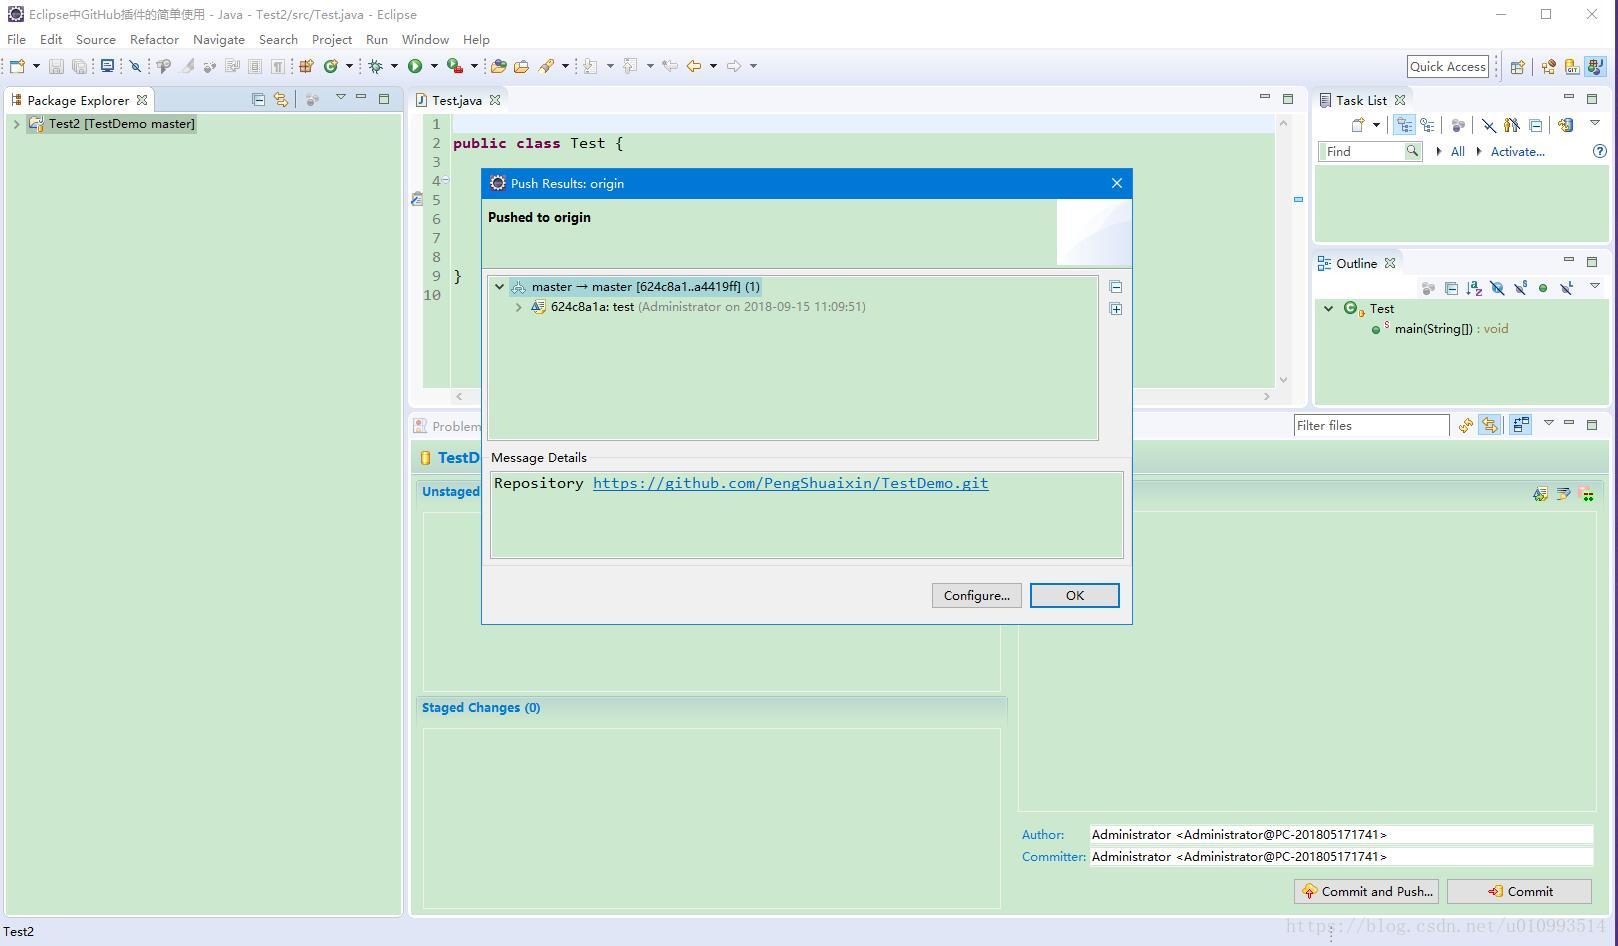 Eclipse中GitHub插件的简单使用 - Java - Test2/src/Test.java - Eclipse
File Edit Source Refactor Navigate Search Project Run Window Help
Quick Access
Package Explorer
Test2 [TestDemo master]
Test.java
1
2 public class Test {
3
4
5
6
7
8
9 }
10
Task List
Find
All
Activate...
Outline
Test
main(String[]) : void
Push Results: origin
Pushed to origin
master → master [624c8a1..a4419ff] (1)
624c8a1a: test (Administrator on 2018-09-15 11:09:51)
Message Details
Repository https://github.com/PengShuaixin/TestDemo.git
Configure...
OK
Problem
Filter files
TestD
Unstaged
Staged Changes (0)
Author: Administrator <Administrator@PC-201805171741>
Committer: Administrator <Administrator@PC-201805171741>
Commit and Push...
Commit
Test2
https://blog.csdn.net/u010993514